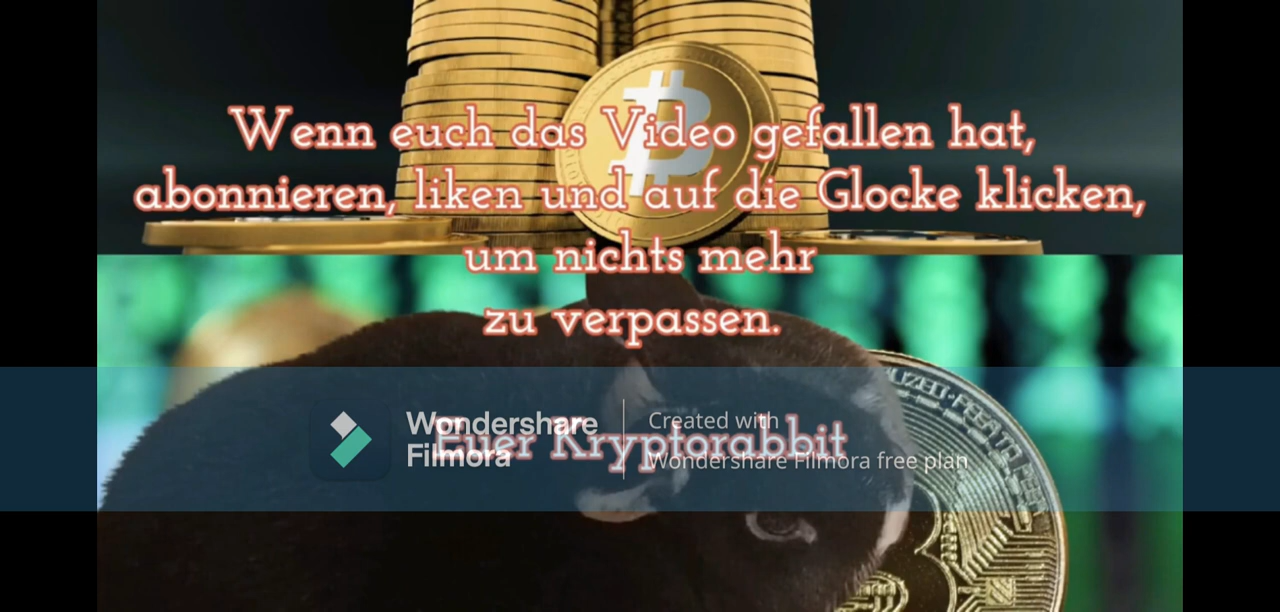 Wenn euch das Video gefallen hat,
abonnieren, liken und auf die Glocke klicken,
um nichts mehr
zu verpassen.
Euer Kryptorabbit
Wondershare
Filmora
Created with
Wondershare Filmora free plan